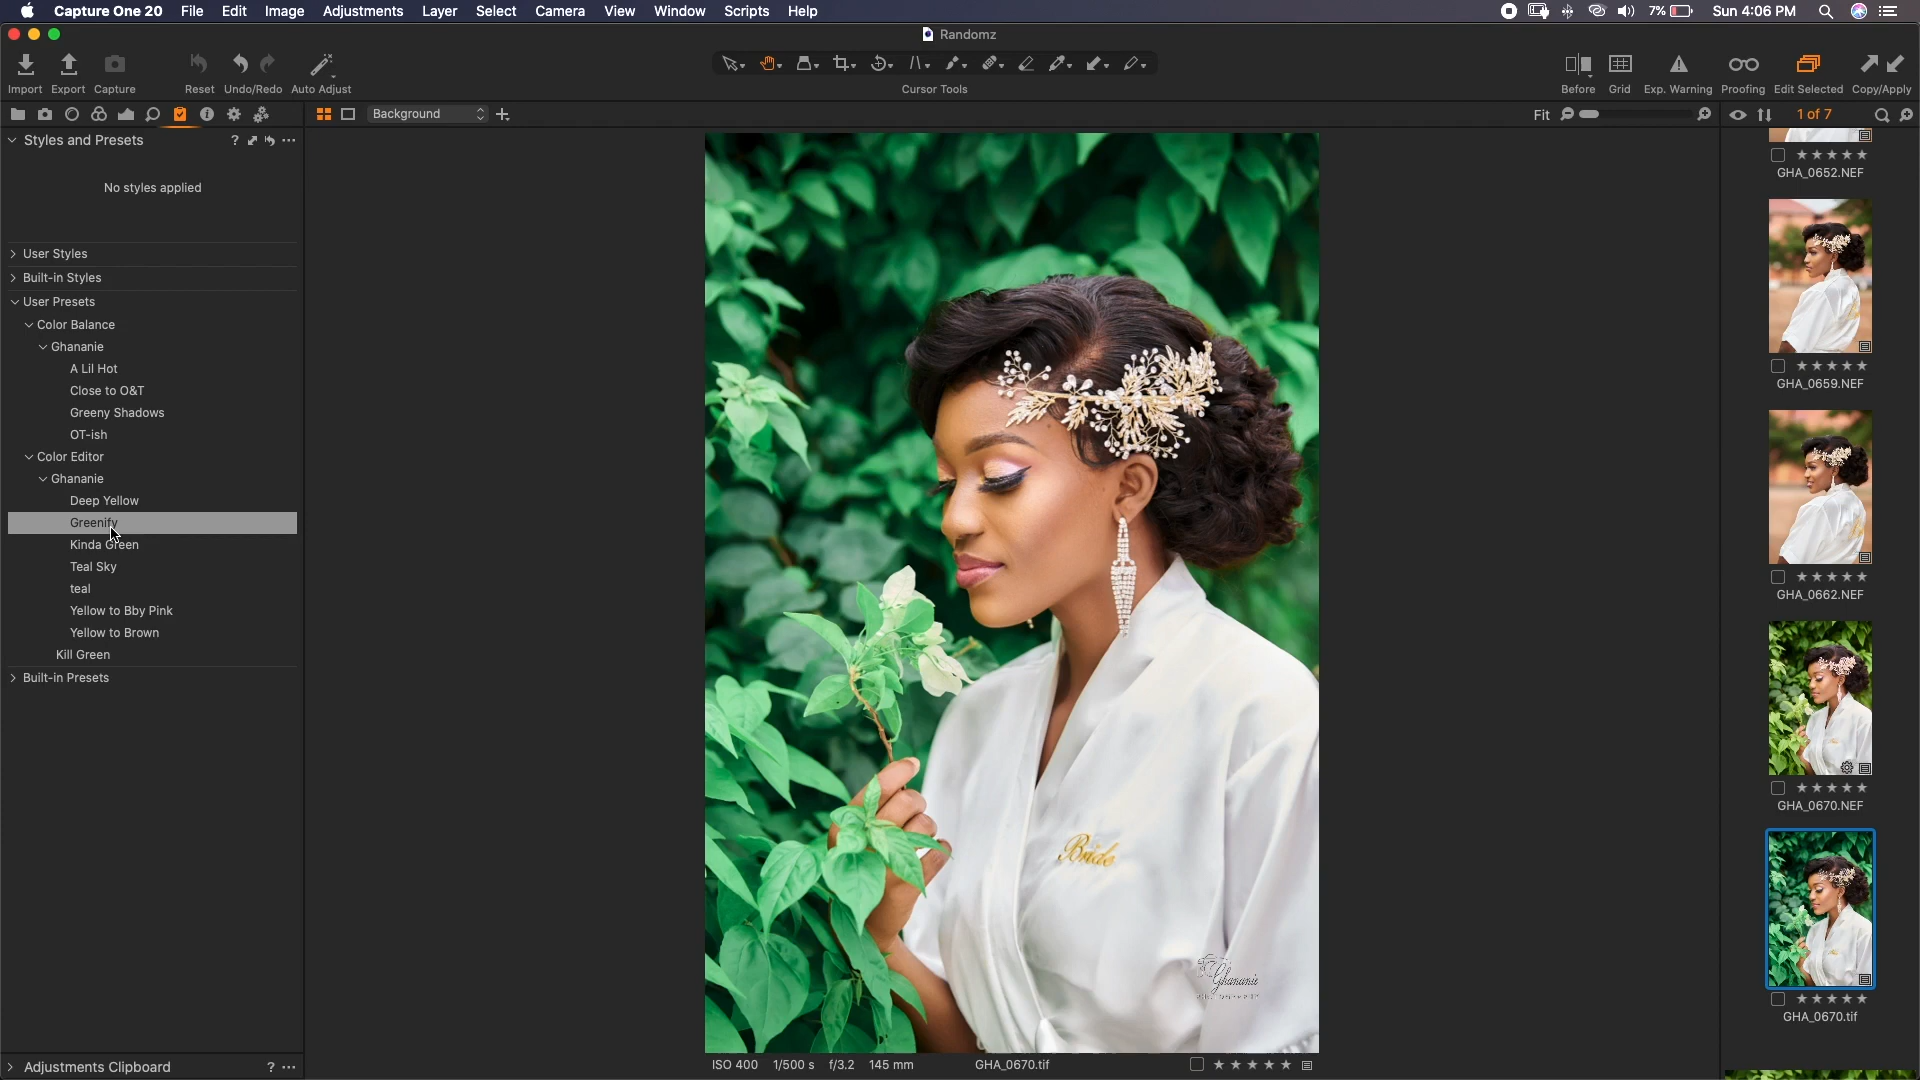 Capture One 20 File Edit Image Adjustments Layer Select Camera View Window Scripts Help 7% Sun 4:06 PM
Randomz
Import Export Capture Reset Undo/Redo Auto Adjust Cursor Tools Before Grid Exp. Warning Proofing Edit Selected Copy/Apply
Background Fit 1 of 7
Styles and Presets ?
No styles applied
User Styles
Built-in Styles
User Presets
Color Balance
Ghananie
A Lil Hot
Close to O&T
Greeny Shadows
OT-ish
Color Editor
Ghananie
Deep Yellow
Greenify
Kinda Green
Teal Sky
teal
Yellow to Bby Pink
Yellow to Brown
Kill Green
Built-in Presets
Adjustments Clipboard ?
Bride
Ghananie
ISO 400 1/500 s f/3.2 145 mm GHA_0670.tif
GHA_0652.NEF
GHA_0659.NEF
GHA_0662.NEF
GHA_0670.NEF
GHA_0670.tif